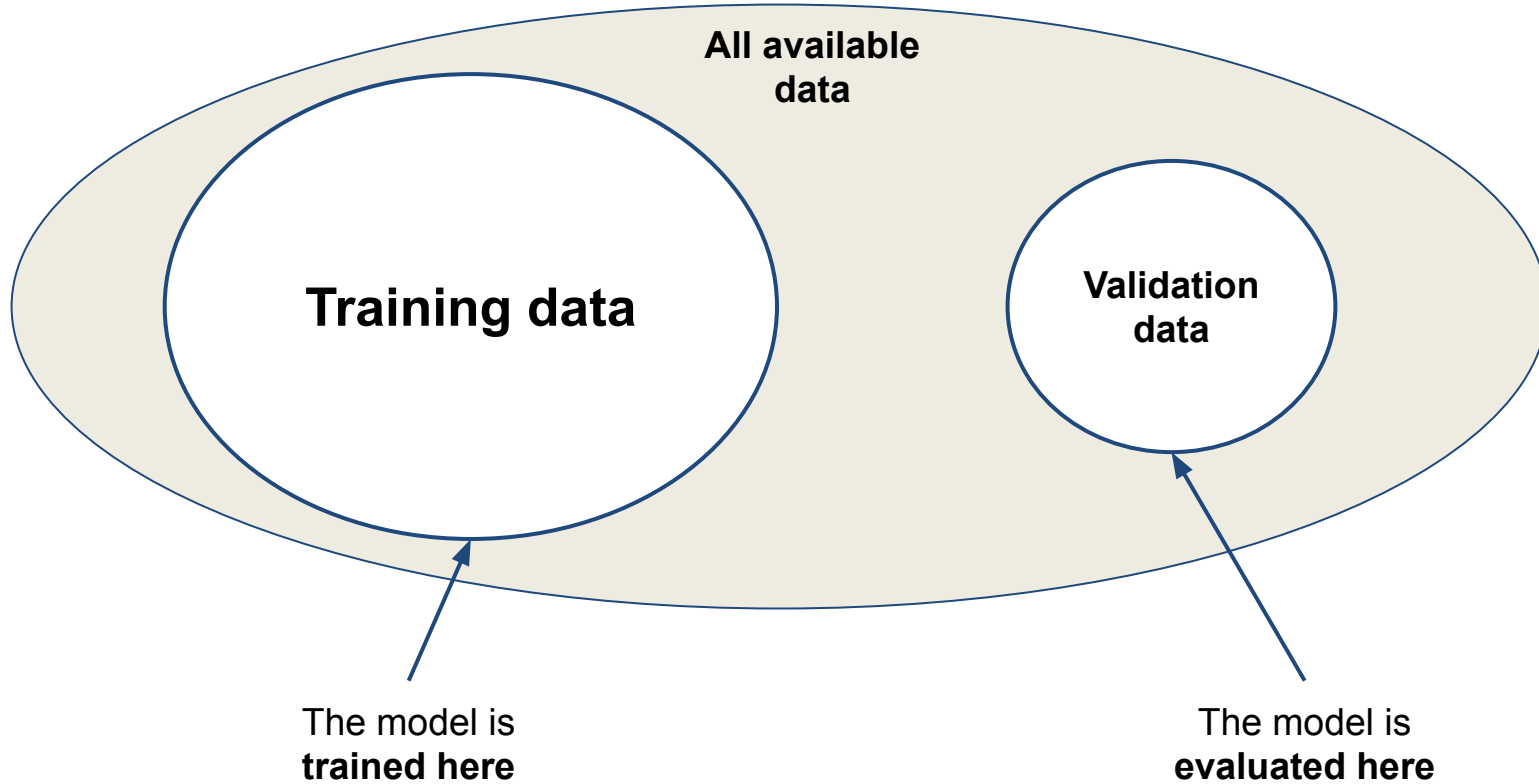 All available
data
Training data
Validation
data
The model is
trained here
The model is
evaluated here